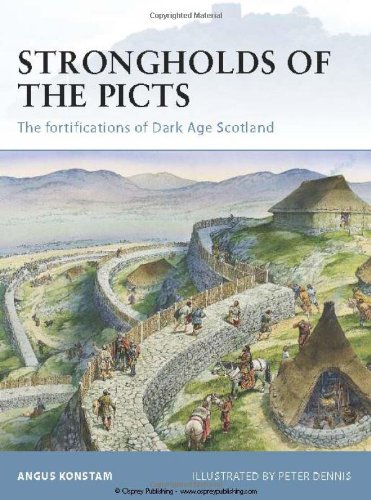 STRONGHOLDS OF
THE PICTS
The fortifications of Dark Age Scotland
ANGUS KONSTAM
ILLUSTRATED BY PETER DENNIS
© Osprey Publishing • www.ospreypublishing.com